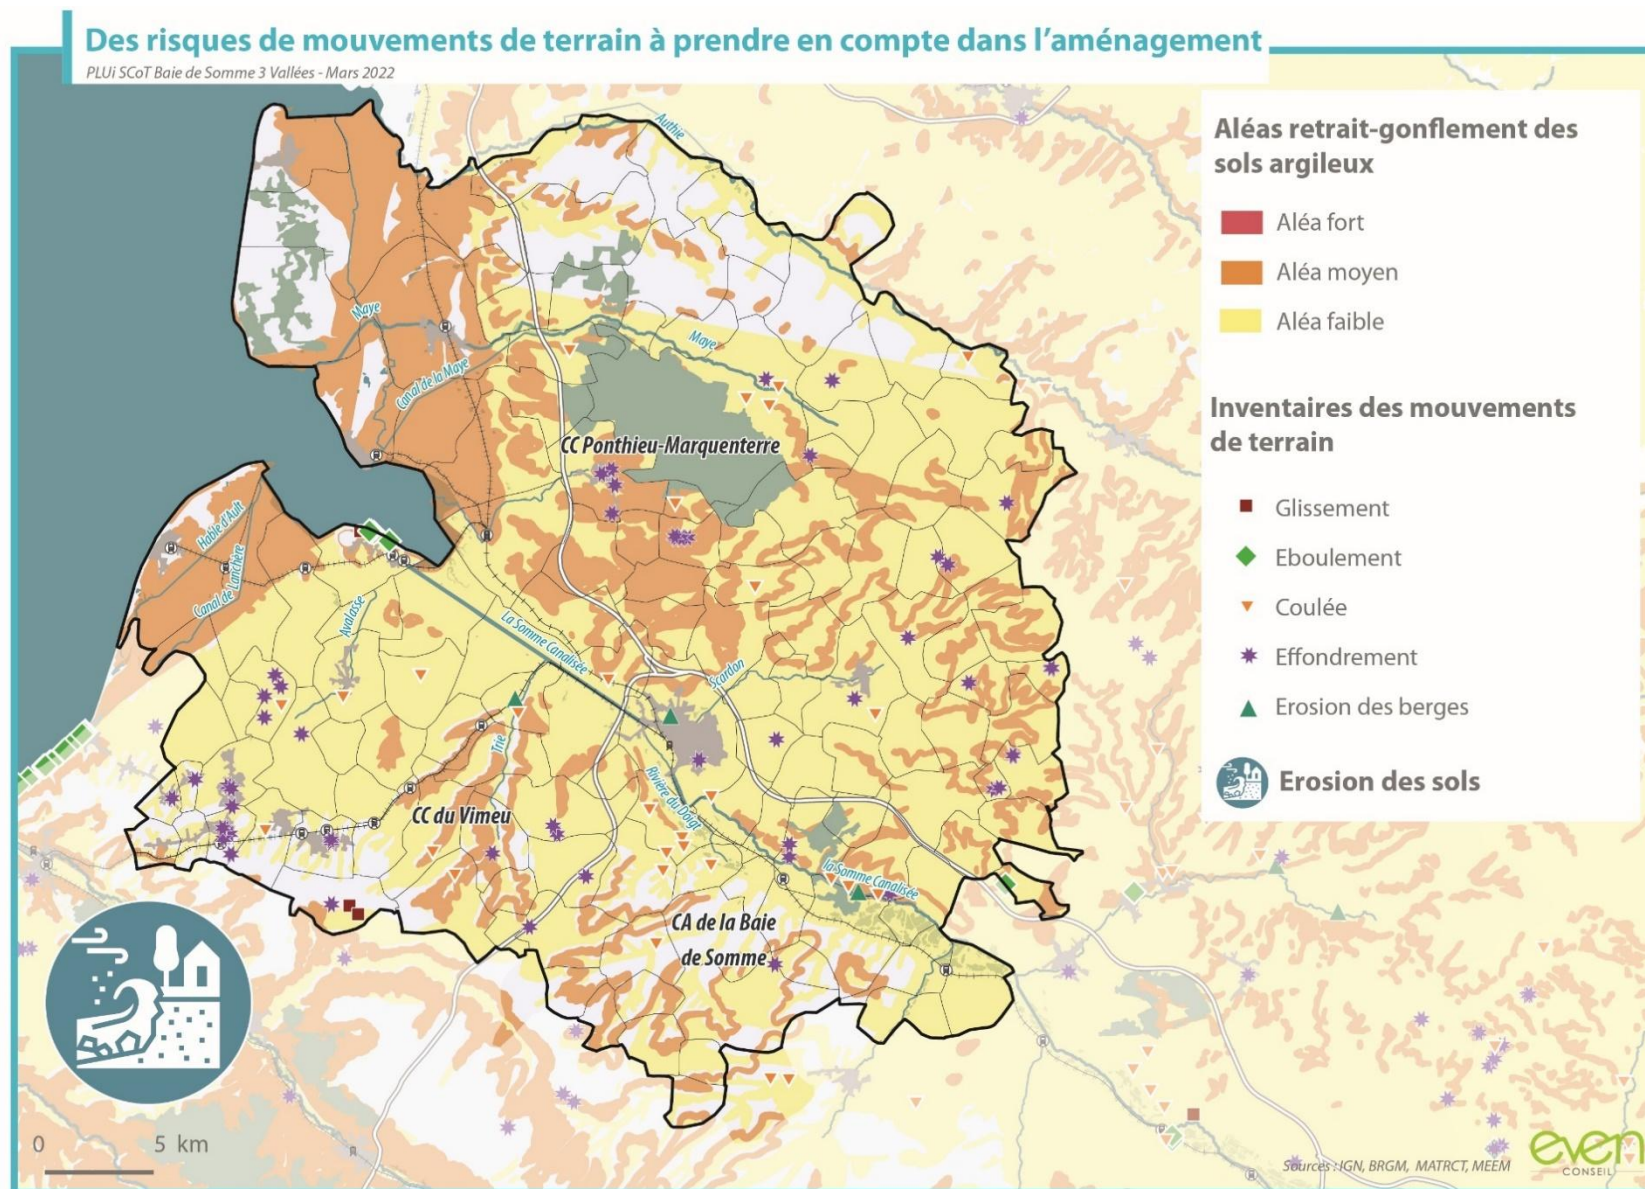 Des risques de mouvements de terrain à prendre en compte dans l'aménagement
PLUi SCoT Baie de Somme 3 Vallées - Mars 2022
Aléas retrait-gonflement des
sols argileux
Aléa fort
Aléa moyen
Aléa faible
Inventaires des mouvements
de terrain
Glissement
Eboulement
Coulée
Effondrement
Erosion des berges
Erosion des sols
Authie
Maye
Maye
Canal de la Maye
CC Ponthieu-Marquenterre
Hâble d'Ault
Canal de Lanchère
Avalasse
La Somme Canalisée
Scardon
Trie
Rivière du Doigt
CC du Vimeu
la Somme Canalisée
CA de la Baie
de Somme
0 5 km
Sources : IGN, BRGM, MATRCT, MEEM
even
CONSEIL